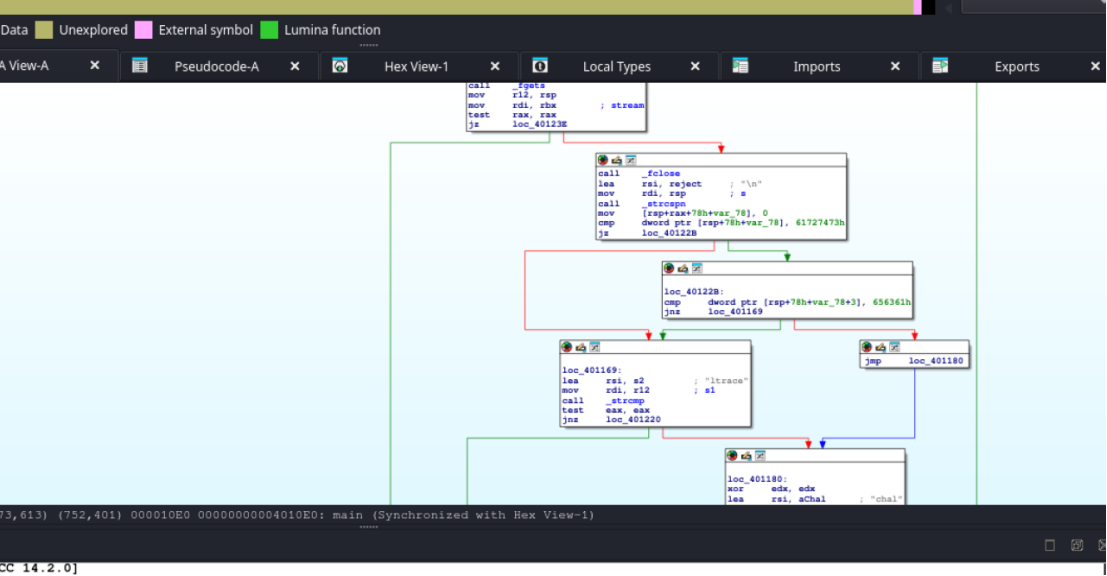 Data Unexplored External symbol Lumina function
A View-A Pseudocode-A Hex View-1 Local Types Imports Exports
call _fgets
mov r12, rsp
mov rdi, rbx ; stream
test rax, rax
jz loc_40123E
call _fclose
lea rsi, reject ; "\n"
mov rdi, rsp ; s
call _strcspn
mov [rsp+rax+78h+var_78], 0
cmp dword ptr [rsp+78h+var_78], 61727473h
jz loc_40122B
loc_40122B:
cmp dword ptr [rsp+78h+var_78+3], 656361h
jnz loc_401169
loc_401169:
lea rsi, s2 ; "ltrace"
mov rdi, r12 ; s1
call _strcmp
test eax, eax
jnz loc_401220
jmp loc_401180
loc_401180:
xor edx, edx
lea rsi, aChal ; "chal"
73,613) (752,401) 000010E0 00000000004010E0: main (Synchronized with Hex View-1)
CC 14.2.0]